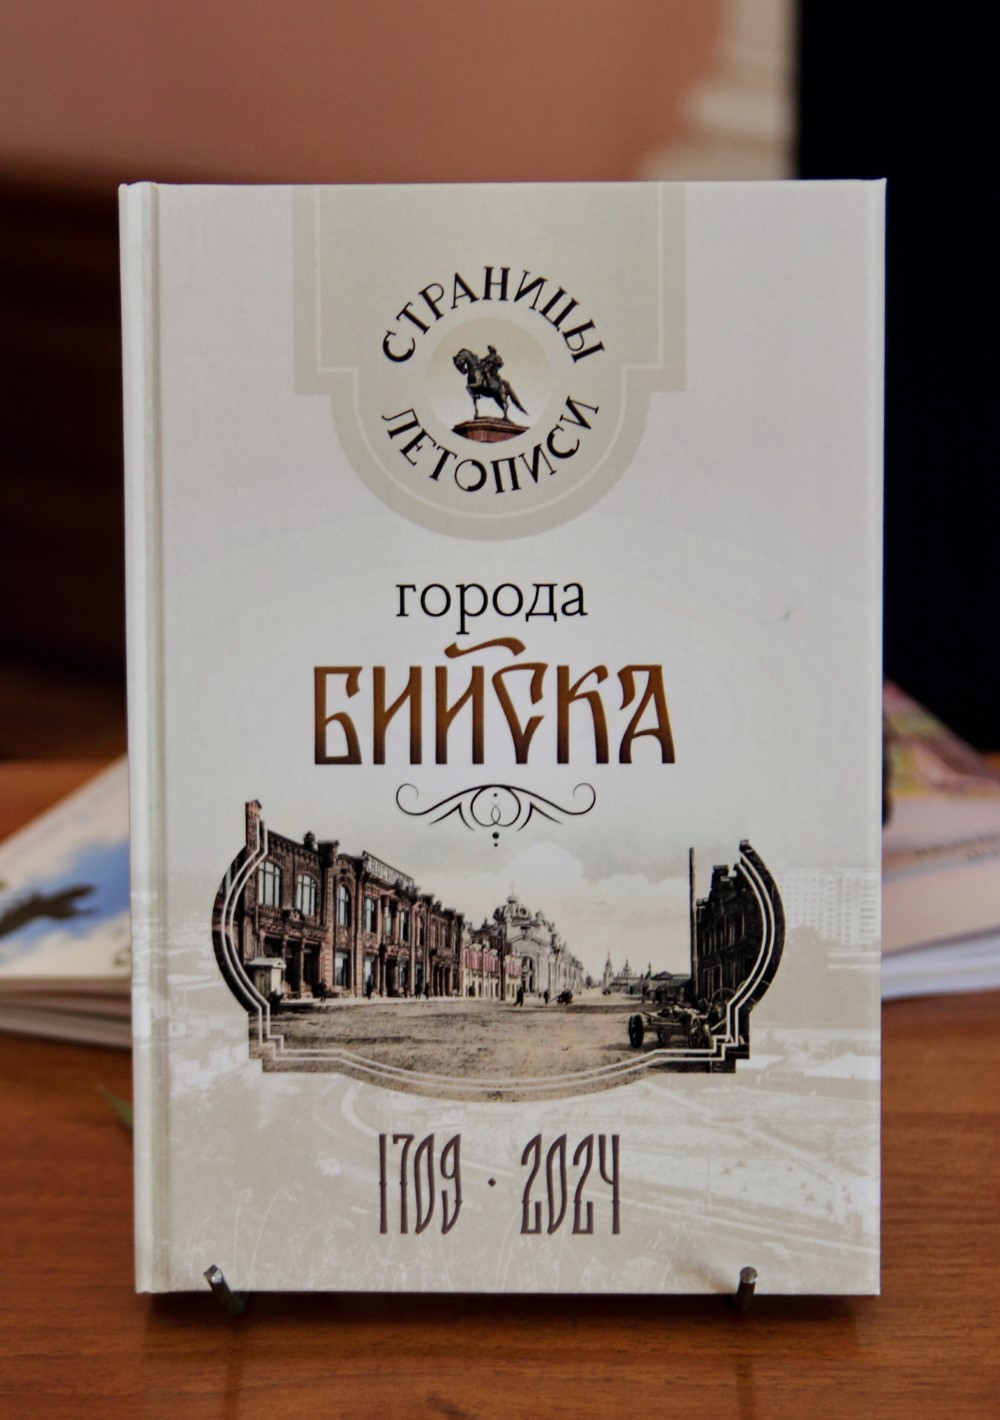 СТРАНИЦЫ
ЛЕТОПИСИ
города
БИЙСКА
1709 · 2024